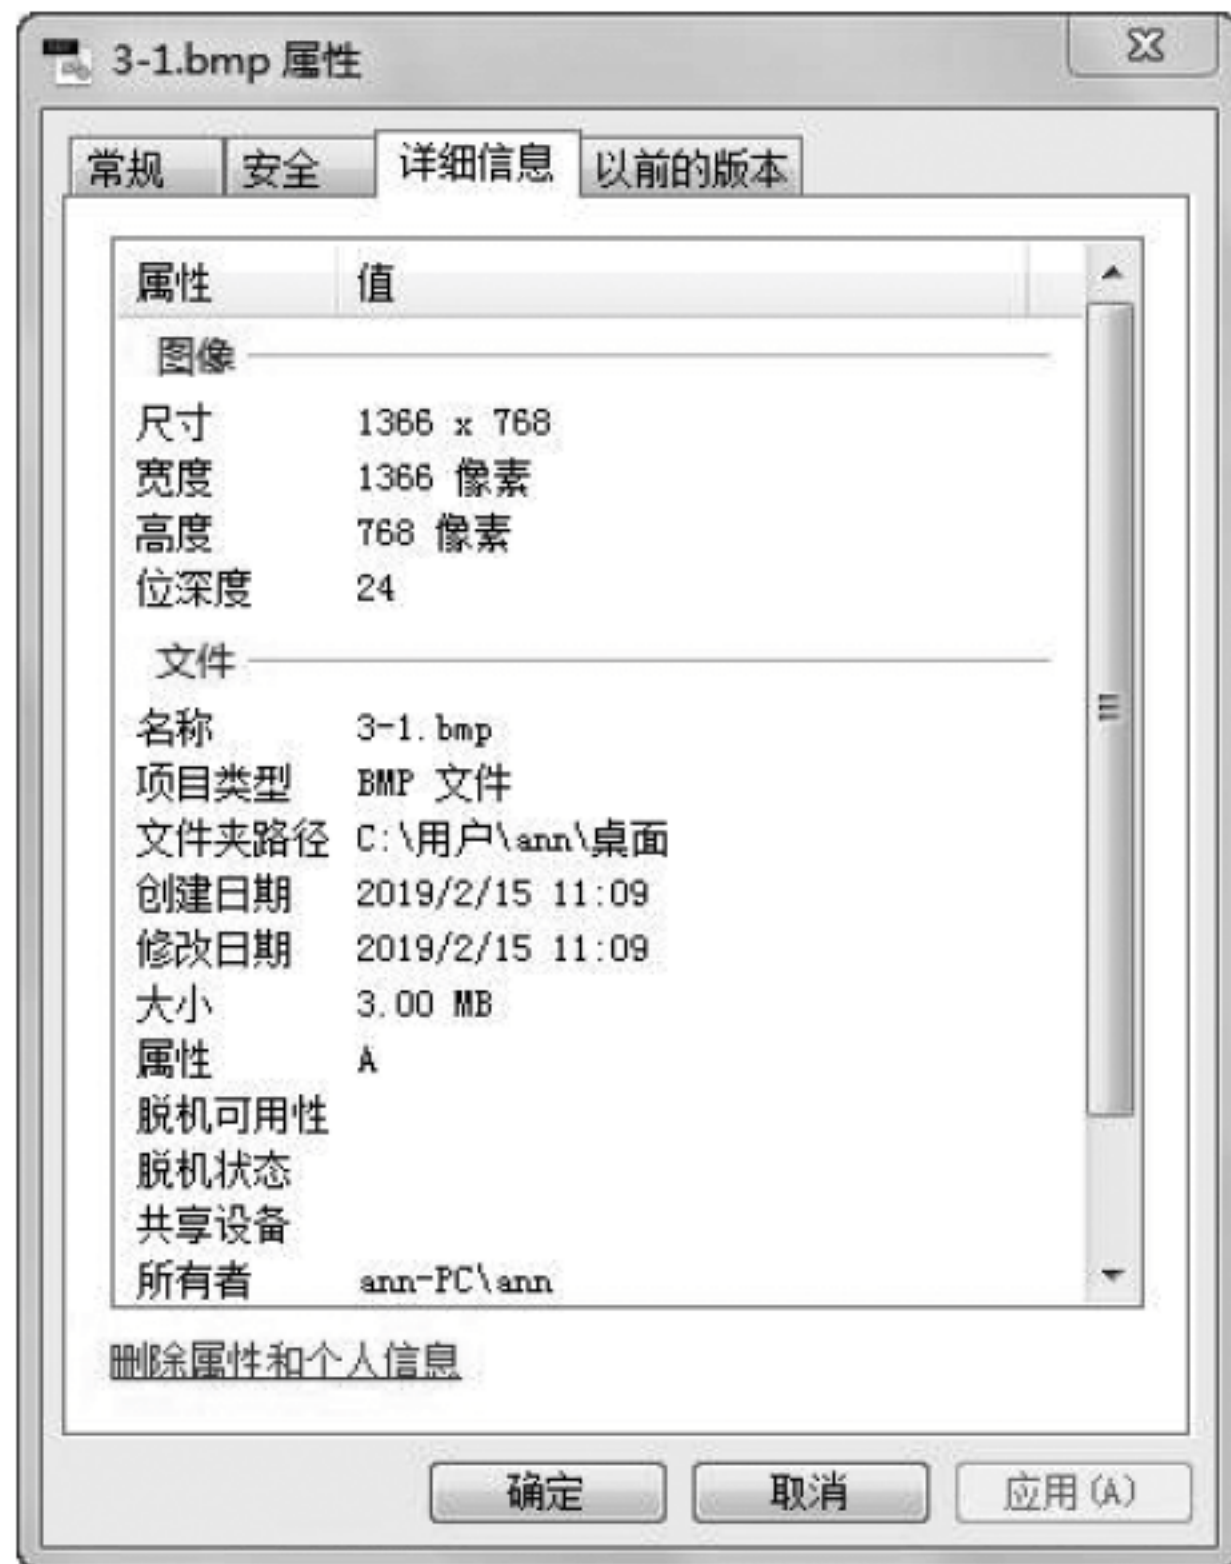 3-1.bmp 属性
常规 安全 详细信息 以前的版本
属性 值
图像
尺寸 1366 x 768
宽度 1366 像素
高度 768 像素
位深度 24
文件
名称 3-1.bmp
项目类型 BMP 文件
文件夹路径 C:\用户\ann\桌面
创建日期 2019/2/15 11:09
修改日期 2019/2/15 11:09
大小 3.00 MB
属性 A
脱机可用性
脱机状态
共享设备
所有者 ann-PC\ann
删除属性和个人信息
确定 取消 应用(A)